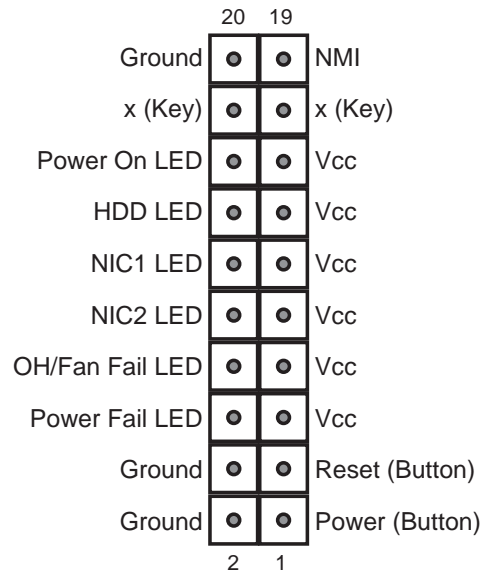 20 19
Ground NMI
x (Key) x (Key)
Power On LED Vcc
HDD LED Vcc
NIC1 LED Vcc
NIC2 LED Vcc
OH/Fan Fail LED Vcc
Power Fail LED Vcc
Ground Reset (Button)
Ground Power (Button)
2 1